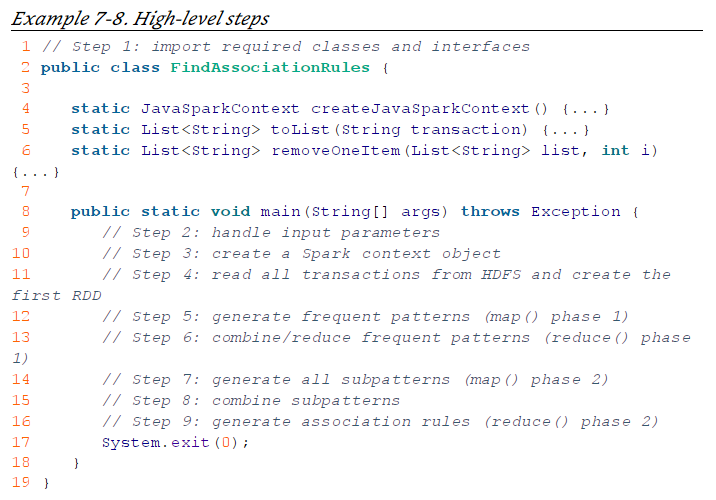 Example 7-8. High-level steps
1 // Step 1: import required classes and interfaces
2 public class FindAssociationRules {
3
4 static JavaSparkContext createJavaSparkContext() {...}
5 static List<String> toList(String transaction) {...}
6 static List<String> removeOneItem(List<String> list, int i)
{...}
7
8 public static void main(String[] args) throws Exception {
9 // Step 2: handle input parameters
10 // Step 3: create a Spark context object
11 // Step 4: read all transactions from HDFS and create the
first RDD
12 // Step 5: generate frequent patterns (map() phase 1)
13 // Step 6: combine/reduce frequent patterns (reduce() phase
1)
14 // Step 7: generate all subpatterns (map() phase 2)
15 // Step 8: combine subpatterns
16 // Step 9: generate association rules (reduce() phase 2)
17 System.exit(0);
18 }
19 }